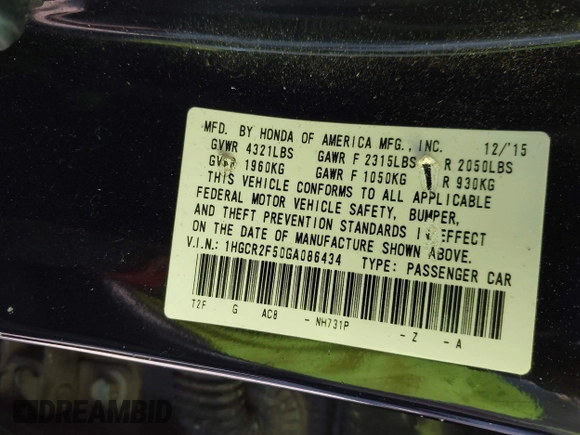 MFD. BY HONDA OF AMERICA MFG., INC. 12/'15
GVWR 4321LBS GAWR F 2315LBS R 2050LBS
1960KG GAWR F 1050KG R 930KG
THIS VEHICLE CONFORMS TO ALL APPLICABLE
FEDERAL MOTOR VEHICLE SAFETY, BUMPER,
AND THEFT PREVENTION STANDARDS IN EFFECT
ON THE DATE OF MANUFACTURE SHOWN ABOVE.
V.I.N.: 1HGCR2F50GA086434 TYPE: PASSENGER CAR
T2F G AC8 - NH731P - Z - A
DREAMBID